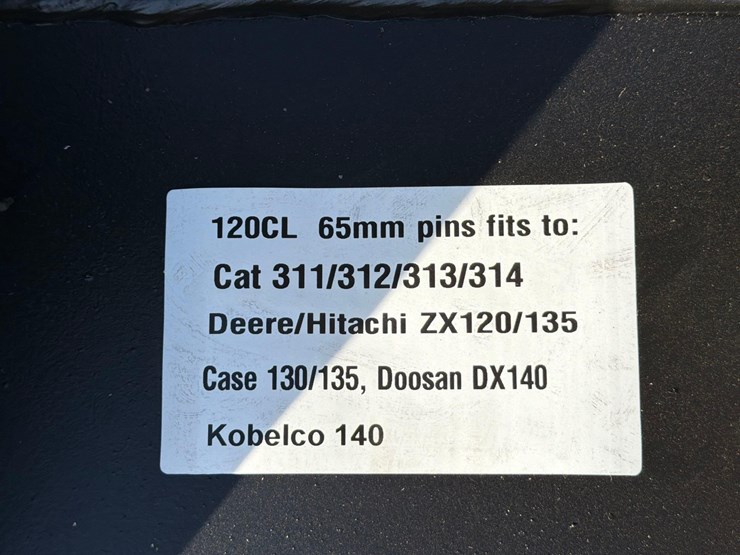 120CL 65mm pins fits to:
Cat 311/312/313/314
Deere/Hitachi ZX120/135
Case 130/135, Doosan DX140
Kobelco 140